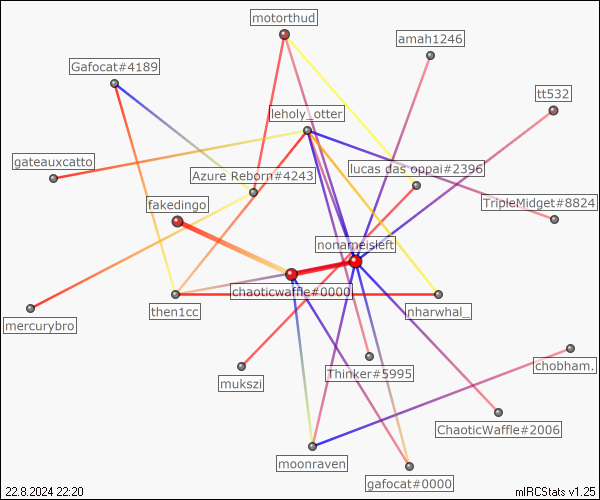 motorthud
amah1246
Gafocat#4189
tt532
leholy_otter
gateauxcatto
lucas das oppai#2396
Azure Reborn#4243
TripleMidget#8824
fakedingo
nonameisleft
chaoticwaffle#0000
mercurybro
then1cc
nharwhal_
chobham.
Thinker#5995
mukszi
ChaoticWaffle#2006
moonraven
gafocat#0000
22.8.2024 22:20
mIRCStats v1.25